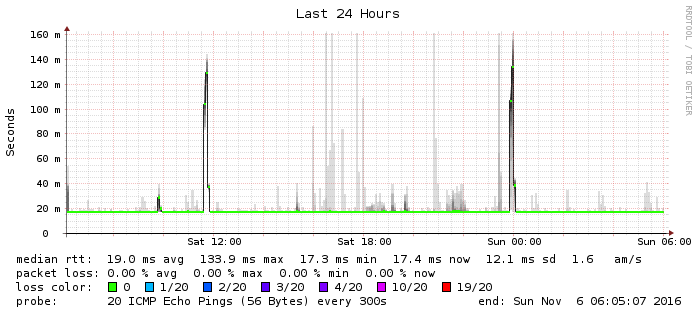 Last 24 Hours
RRDTOOL / TOBI OETIKER
Seconds
160 m
140 m
120 m
100 m
80 m
60 m
40 m
20 m
0
Sat 12:00 Sat 18:00 Sun 00:00 Sun 06:00
median rtt: 19.0 ms avg 133.9 ms max 17.3 ms min 17.4 ms now 12.1 ms sd 1.6 am/s
packet loss: 0.00 % avg 0.00 % max 0.00 % min 0.00 % now
loss color: 0 1/20 2/20 3/20 4/20 10/20 19/20
probe: 20 ICMP Echo Pings (56 Bytes) every 300s end: Sun Nov 6 06:05:07 2016